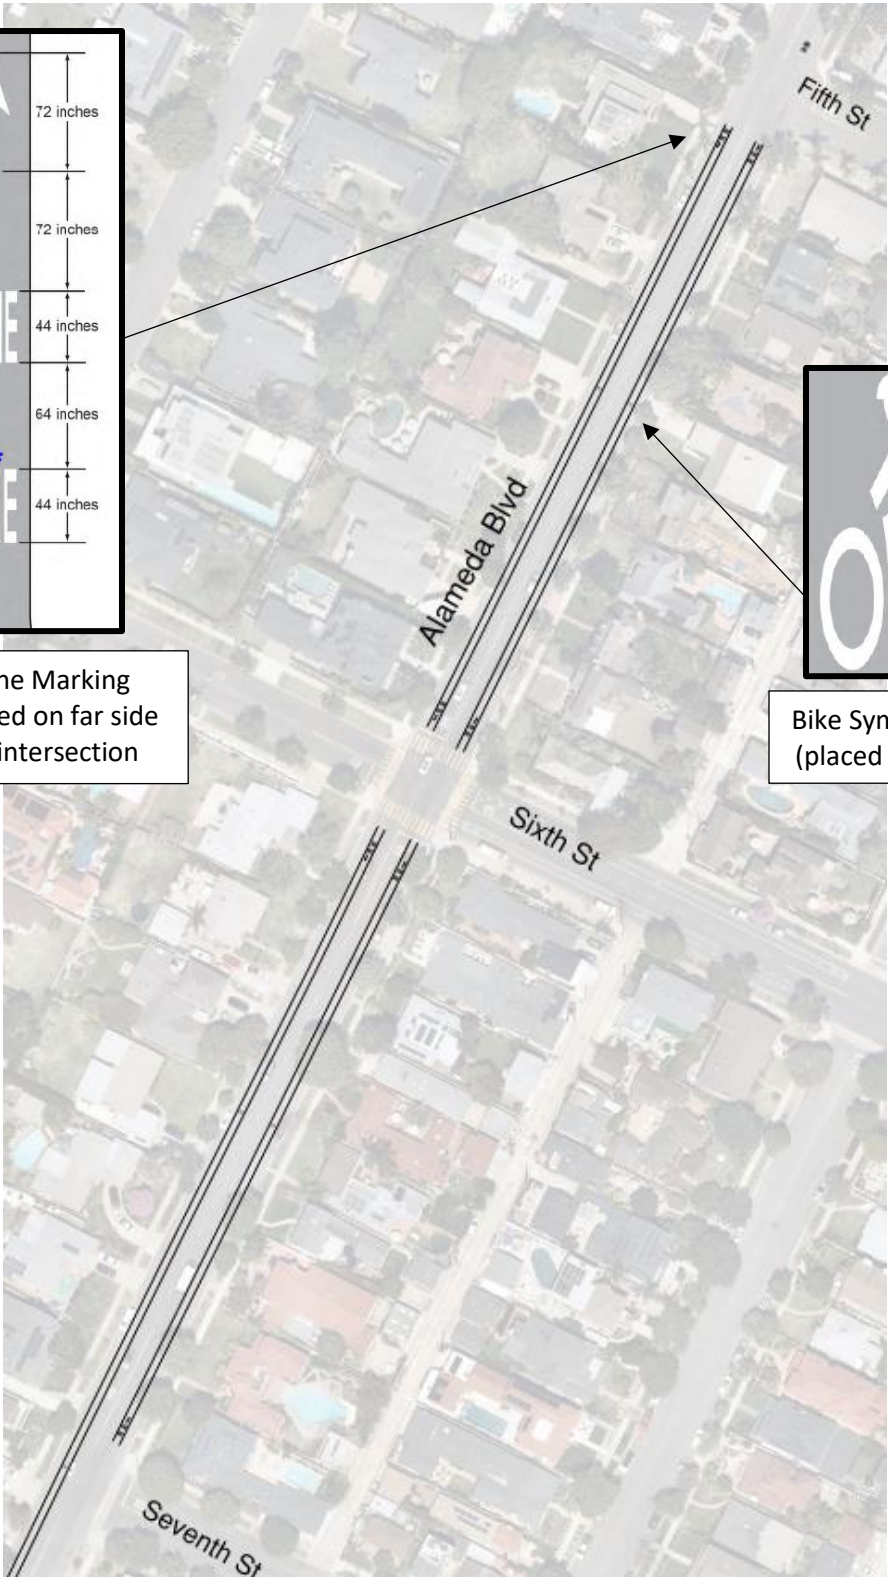 72 inches
72 inches
44 inches
64 inches
44 inches
E
*
E
ne Marking
ed on far side
intersection
Fifth St
Alameda Blvd
Bike Sym
(placed
Sixth St
Seventh St